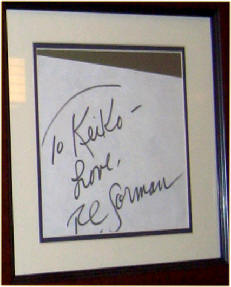 To Keiko –
Love,
R.C. Gorman